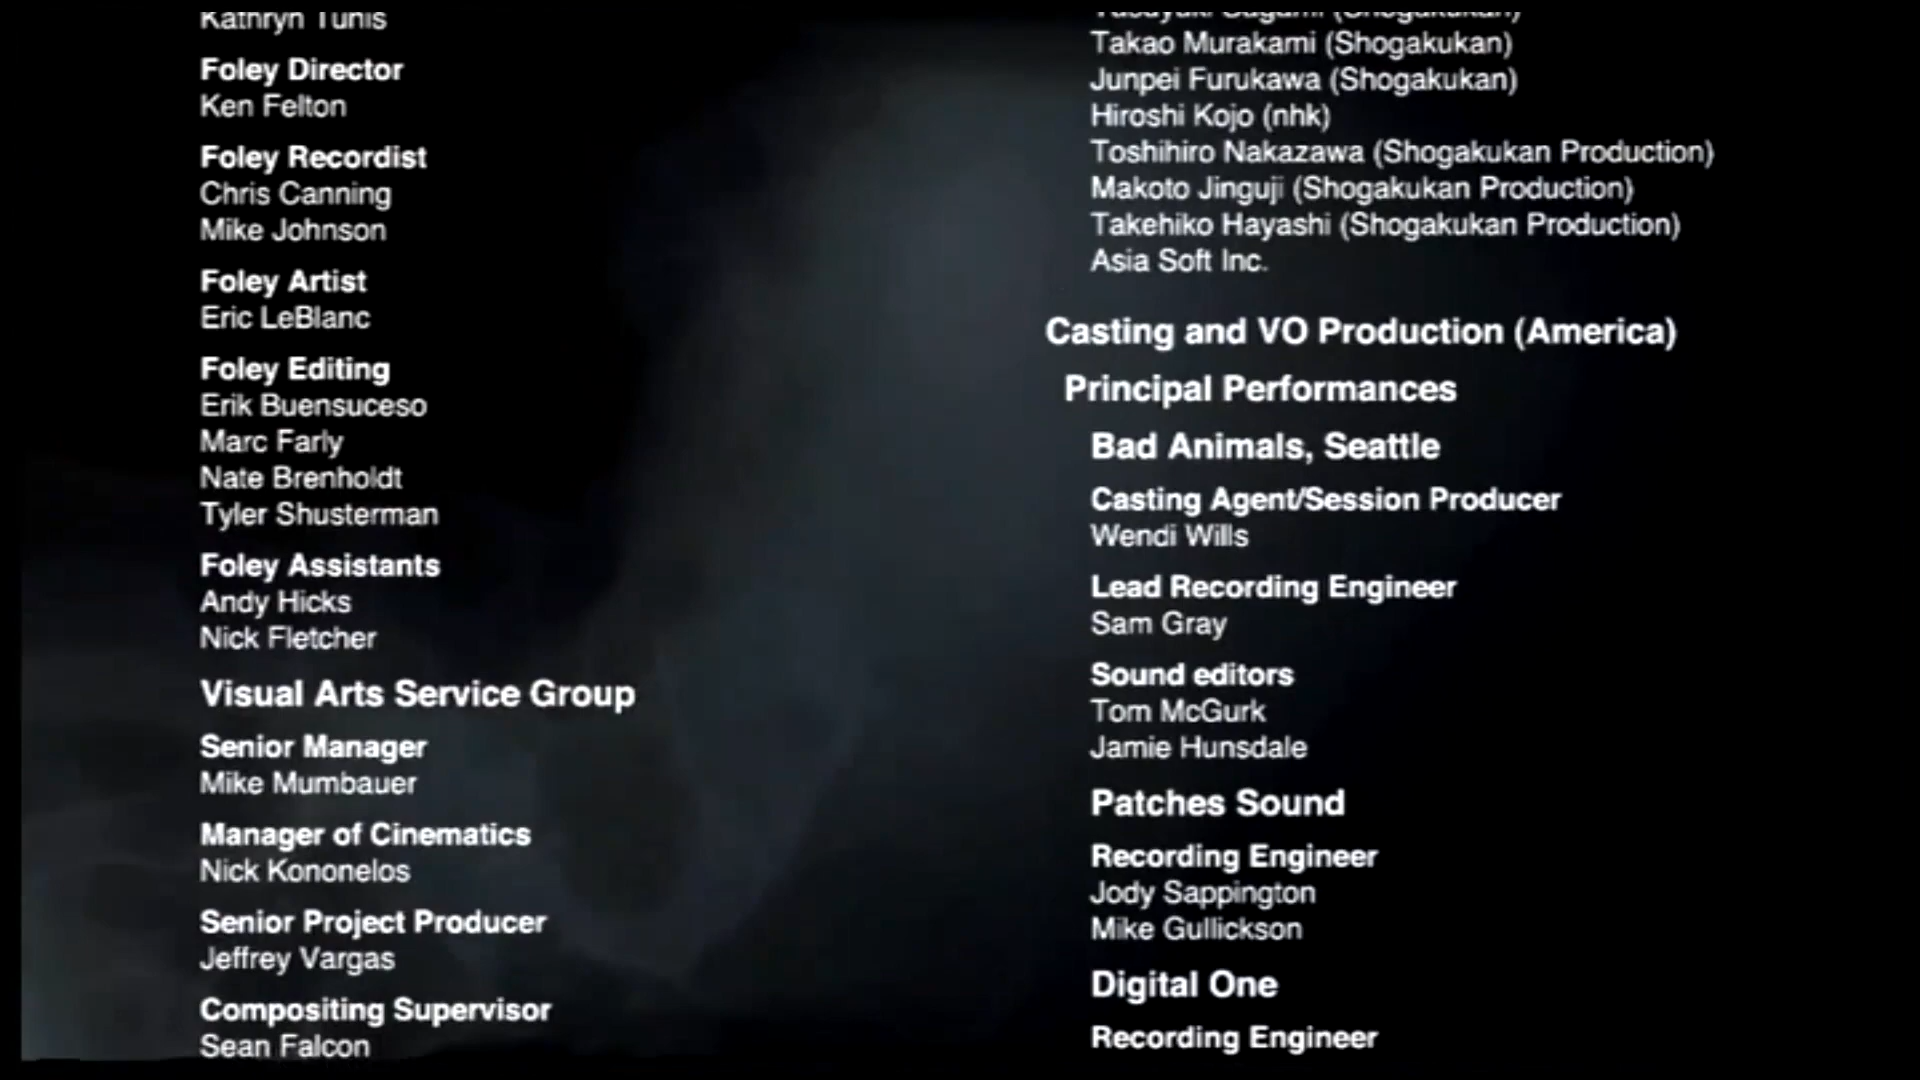 Kathryn Tunis
Foley Director
Ken Felton
Foley Recordist
Chris Canning
Mike Johnson
Foley Artist
Eric LeBlanc
Foley Editing
Erik Buensuceso
Marc Farly
Nate Brenholdt
Tyler Shusterman
Foley Assistants
Andy Hicks
Nick Fletcher
Visual Arts Service Group
Senior Manager
Mike Mumbauer
Manager of Cinematics
Nick Kononelos
Senior Project Producer
Jeffrey Vargas
Compositing Supervisor
Sean Falcon
(Shogakukan)
Takao Murakami (Shogakukan)
Junpei Furukawa (Shogakukan)
Hiroshi Kojo (nhk)
Toshihiro Nakazawa (Shogakukan Production)
Makoto Jinguji (Shogakukan Production)
Takehiko Hayashi (Shogakukan Production)
Asia Soft Inc.
Casting and VO Production (America)
Principal Performances
Bad Animals, Seattle
Casting Agent/Session Producer
Wendi Wills
Lead Recording Engineer
Sam Gray
Sound editors
Tom McGurk
Jamie Hunsdale
Patches Sound
Recording Engineer
Jody Sappington
Mike Gullickson
Digital One
Recording Engineer